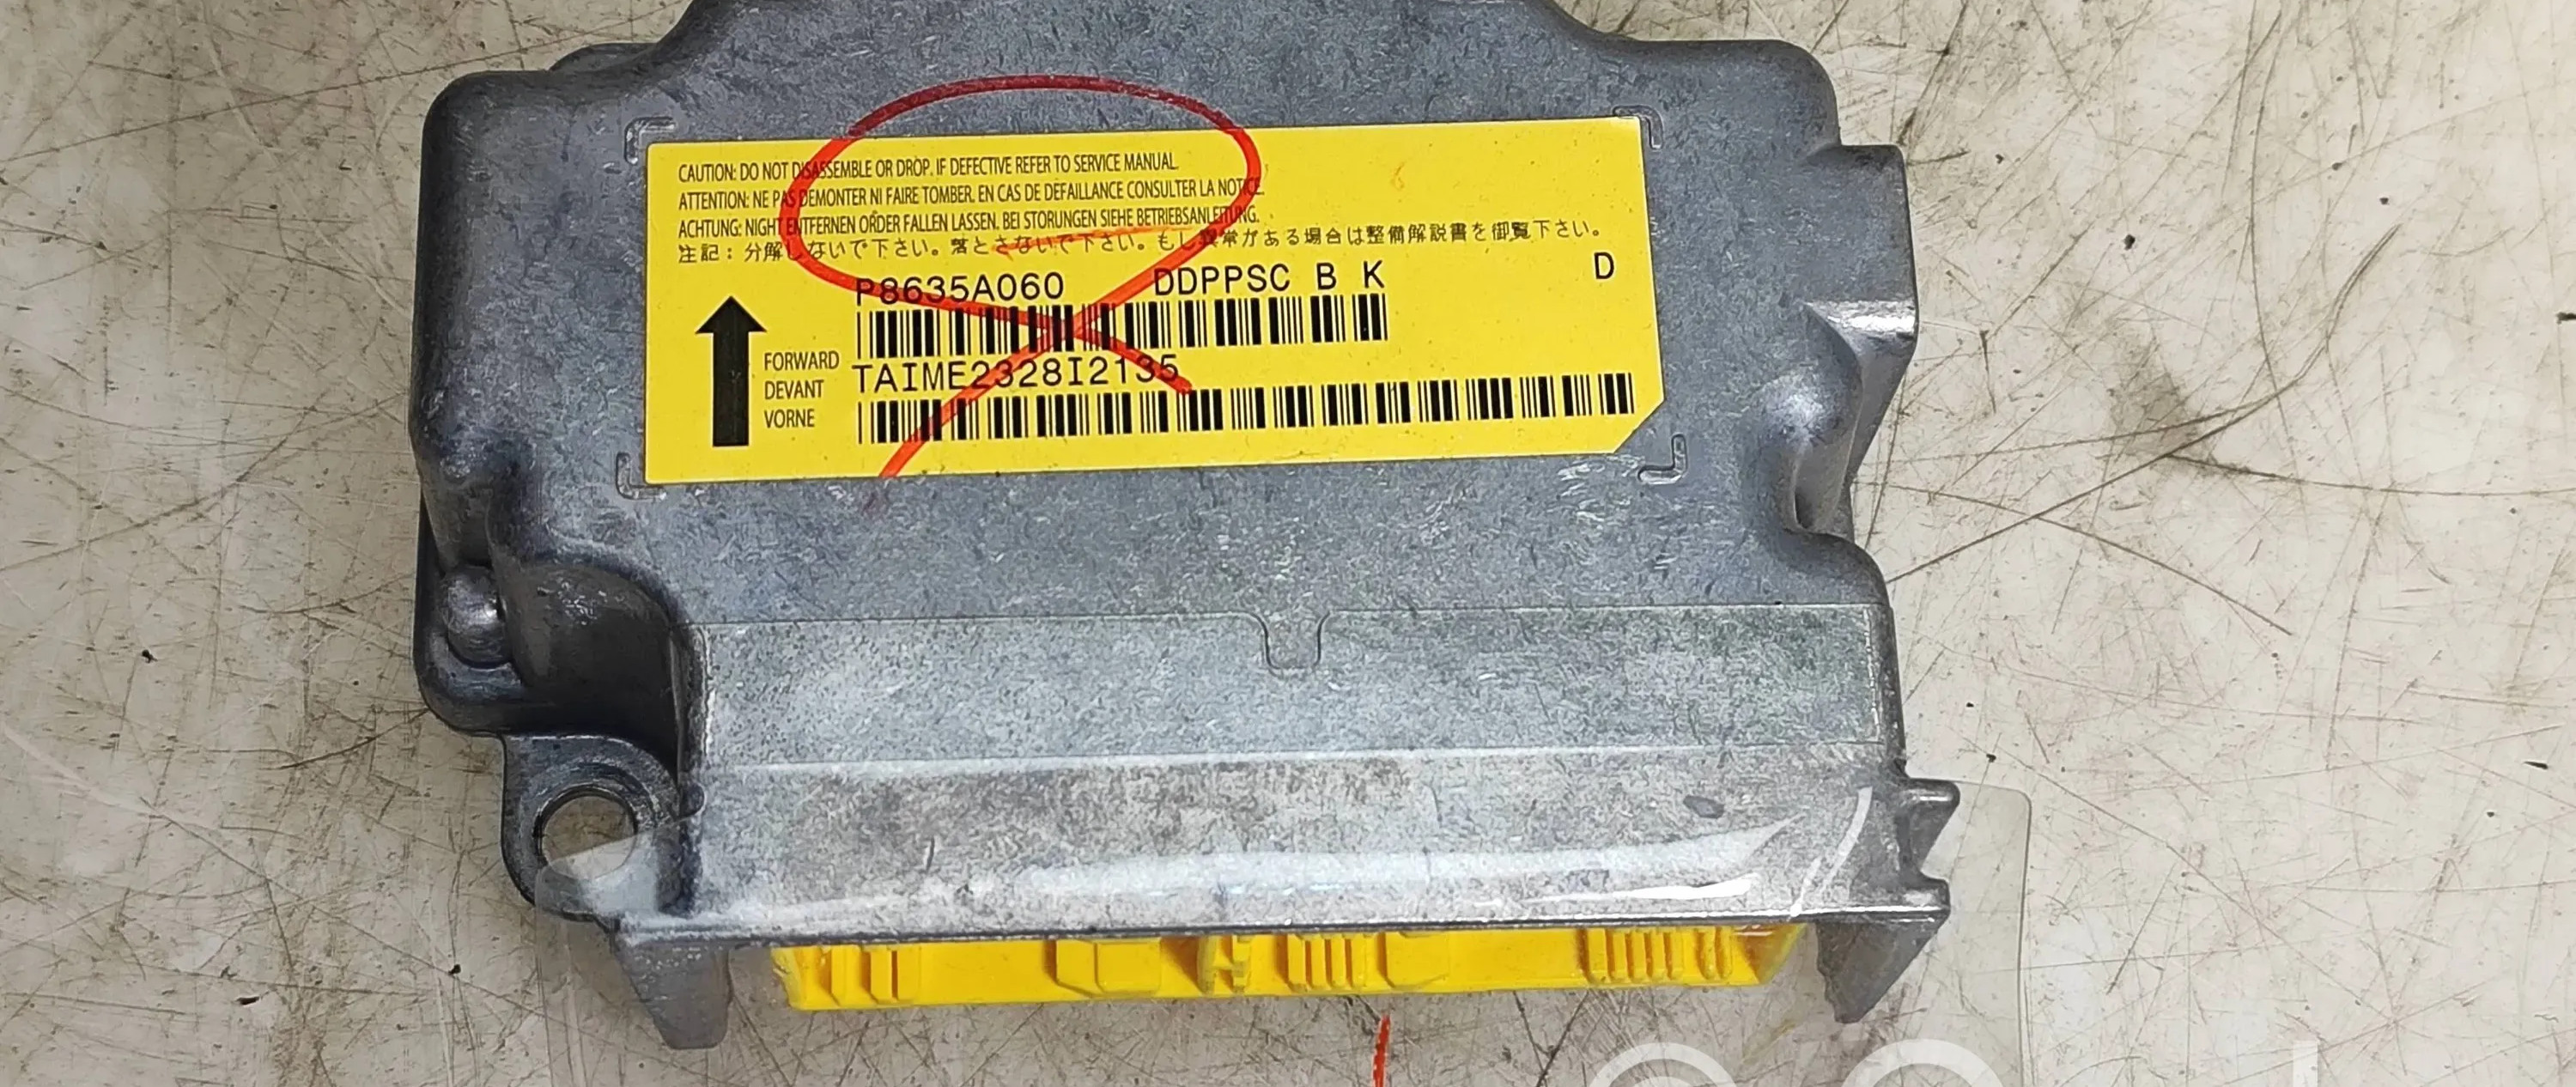 CAUTION: DO NOT DISASSEMBLE OR DROP. IF DEFECTIVE REFER TO SERVICE MANUAL.
ATTENTION: NE PAS DEMONTER NI FAIRE TOMBER. EN CAS DE DEFAILLANCE CONSULTER LA NOTICE.
ACHTUNG: NIGHT ENTFERNEN ORDER FALLEN LASSEN. BEI STORUNGEN SIEHE BETRIEBSANLEITUNG.
注記：分解しないで下さい。落とさないで下さい。もし異常がある場合は整備解説書を御覧下さい。
P8635A060 DDPPSC B K D
FORWARD
DEVANT
VORNE
TAIME2328I2135